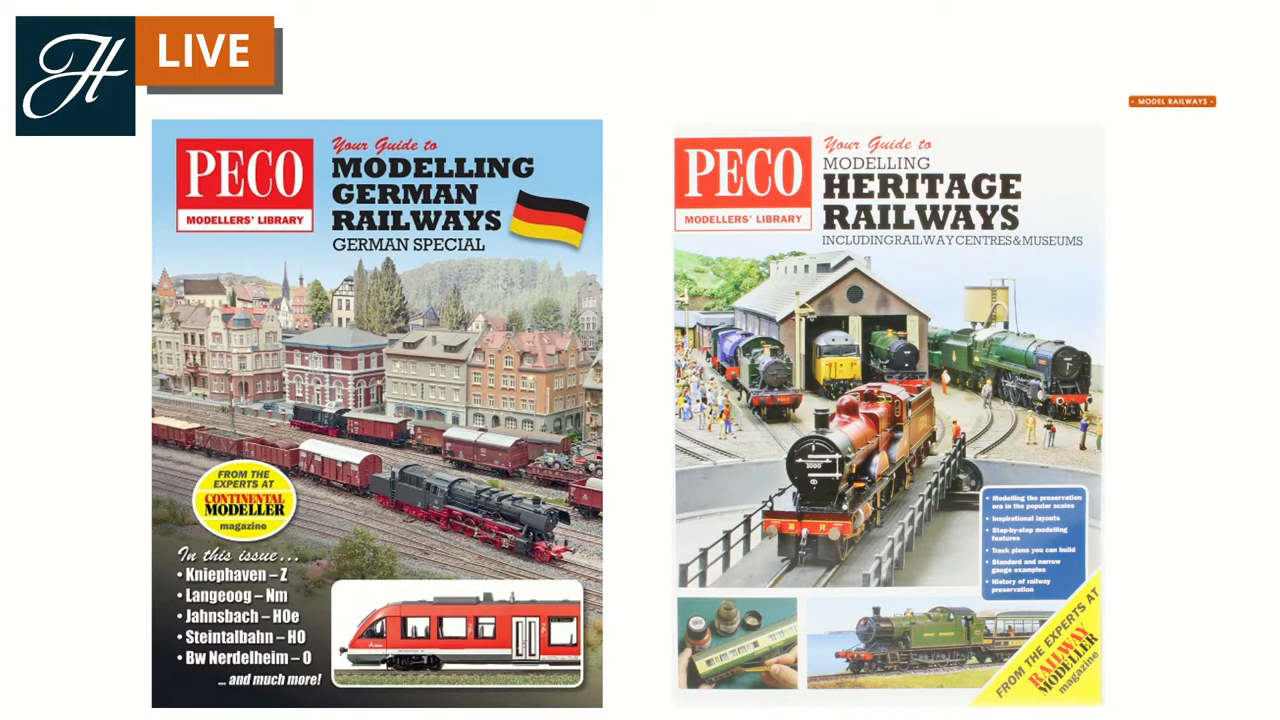 H LIVE
• MODEL RAILWAYS •
PECO
MODELLERS' LIBRARY
Your Guide to
MODELLING
GERMAN
RAILWAYS
GERMAN SPECIAL
FROM THE
EXPERTS AT
CONTINENTAL
MODELLER
magazine
In this issue...
• Kniephaven – Z
• Langeoog – Nm
• Jahnsbach – HOe
• Steintalbahn – HO
• Bw Nerdelheim – O
... and much more!
PECO
MODELLERS' LIBRARY
Your Guide to
MODELLING
HERITAGE
RAILWAYS
INCLUDING RAILWAY CENTRES & MUSEUMS
1000
M R
• Modelling the preservation
era in the popular scales
• Inspirational layouts
• Step-by-step modelling
features
• Track plans you can build
• Standard and narrow
gauge examples
• History of railway
preservation
FROM THE EXPERTS AT
RAILWAY
MODELLER
magazine